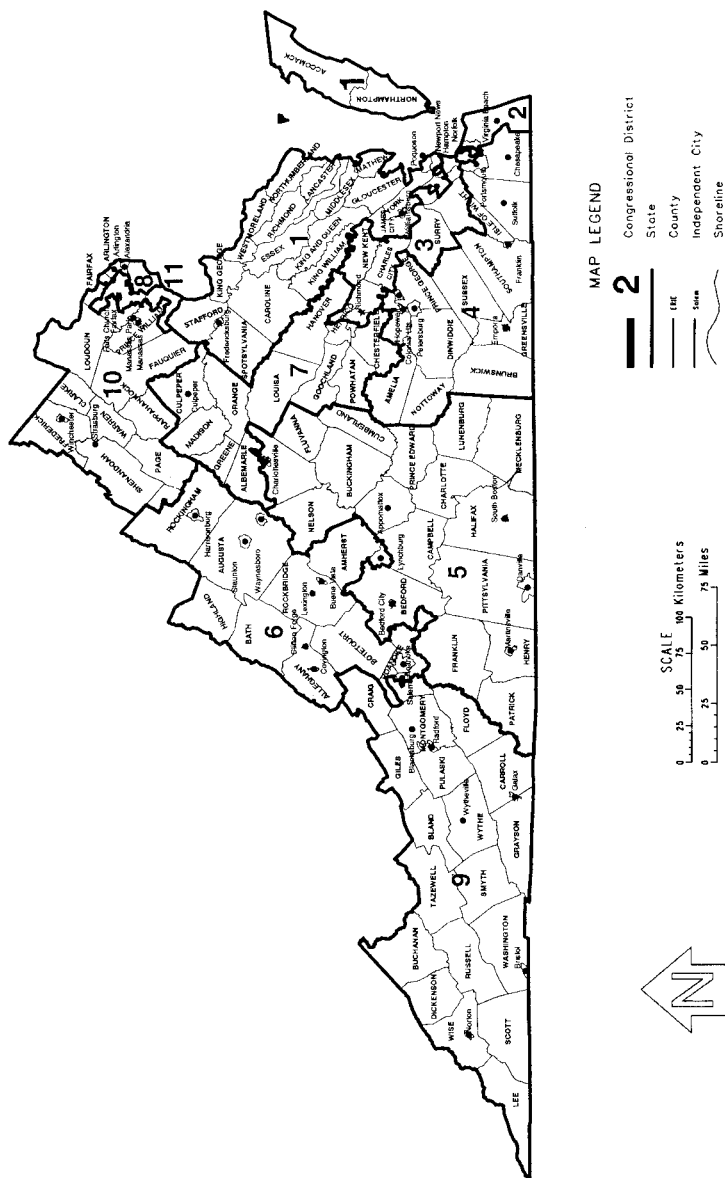 ACCOMACK
1
NORTHAMPTON
FAIRFAX
ARLINGTON
Arlington
Alexandria
Falls Church
Fairfax
8
11
LOUDOUN
10
PRINCE WILLIAM
Manassas Park
Manassas
FAUQUIER
CLARKE
FREDERICK
Winchester
Strasburg
WARREN
SHENANDOAH
RAPPAHANNOCK
PAGE
CULPEPER
Culpeper
MADISON
ORANGE
GREENE
ALBEMARLE
Charlottesville
STAFFORD
Fredericksburg
SPOTSYLVANIA
KING GEORGE
WESTMORELAND
NORTHUMBERLAND
RICHMOND
LANCASTER
ESSEX
MIDDLESEX
MATHEWS
GLOUCESTER
KING AND QUEEN
KING WILLIAM
1
CAROLINE
HANOVER
LOUISA
7
GOOCHLAND
POWHATAN
Richmond
NEW KENT
CHARLES CITY
JAMES CITY
YORK
Poquoson
Newport News
Hampton
Norfolk
Virginia Beach
2
Portsmouth
Chesapeake
Suffolk
ISLE OF WIGHT
SURRY
3
PRINCE GEORGE
SUSSEX
SOUTHAMPTON
Franklin
4
CHESTERFIELD
Hopewell
Colonial Hts
Petersburg
AMELIA
DINWIDDIE
NOTTOWAY
Emporia
GREENSVILLE
BRUNSWICK
FLUVANNA
CUMBERLAND
BUCKINGHAM
PRINCE EDWARD
LUNENBURG
MECKLENBURG
CHARLOTTE
NELSON
Appomattox
CAMPBELL
HALIFAX
South Boston
5
PITTSYLVANIA
Danville
ROCKINGHAM
Harrisonburg
AUGUSTA
Staunton
Waynesboro
HIGHLAND
BATH
ROCKBRIDGE
Lexington
Buena Vista
AMHERST
Lynchburg
6
Clifton Forge
ALLEGHANY
Covington
BOTETOURT
Bedford City
BEDFORD
CRAIG
ROANOKE
Salem
FRANKLIN
Martinsville
HENRY
PATRICK
FLOYD
MONTGOMERY
Blacksburg
Radford
GILES
PULASKI
CARROLL
Galax
BLAND
Wytheville
WYTHE
GRAYSON
TAZEWELL
9
SMYTH
BUCHANAN
RUSSELL
WASHINGTON
Bristol
DICKENSON
WISE
Norton
SCOTT
LEE
MAP LEGEND
2 Congressional District
State
ERIE County
Salem Independent City
Shoreline
SCALE
0 25 50 75 100 Kilometers
0 25 50 75 Miles
N